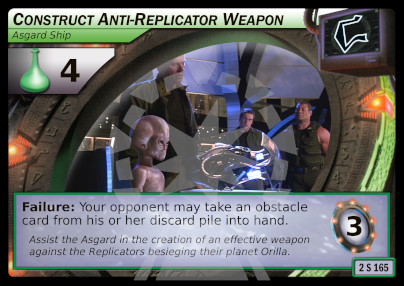 CONSTRUCT ANTI-REPLICATOR WEAPON
Asgard Ship
4
Failure: Your opponent may take an obstacle
card from his or her discard pile into hand.
3
Assist the Asgard in the creation of an effective weapon
against the Replicators besieging their planet Orilla.
2 S 165